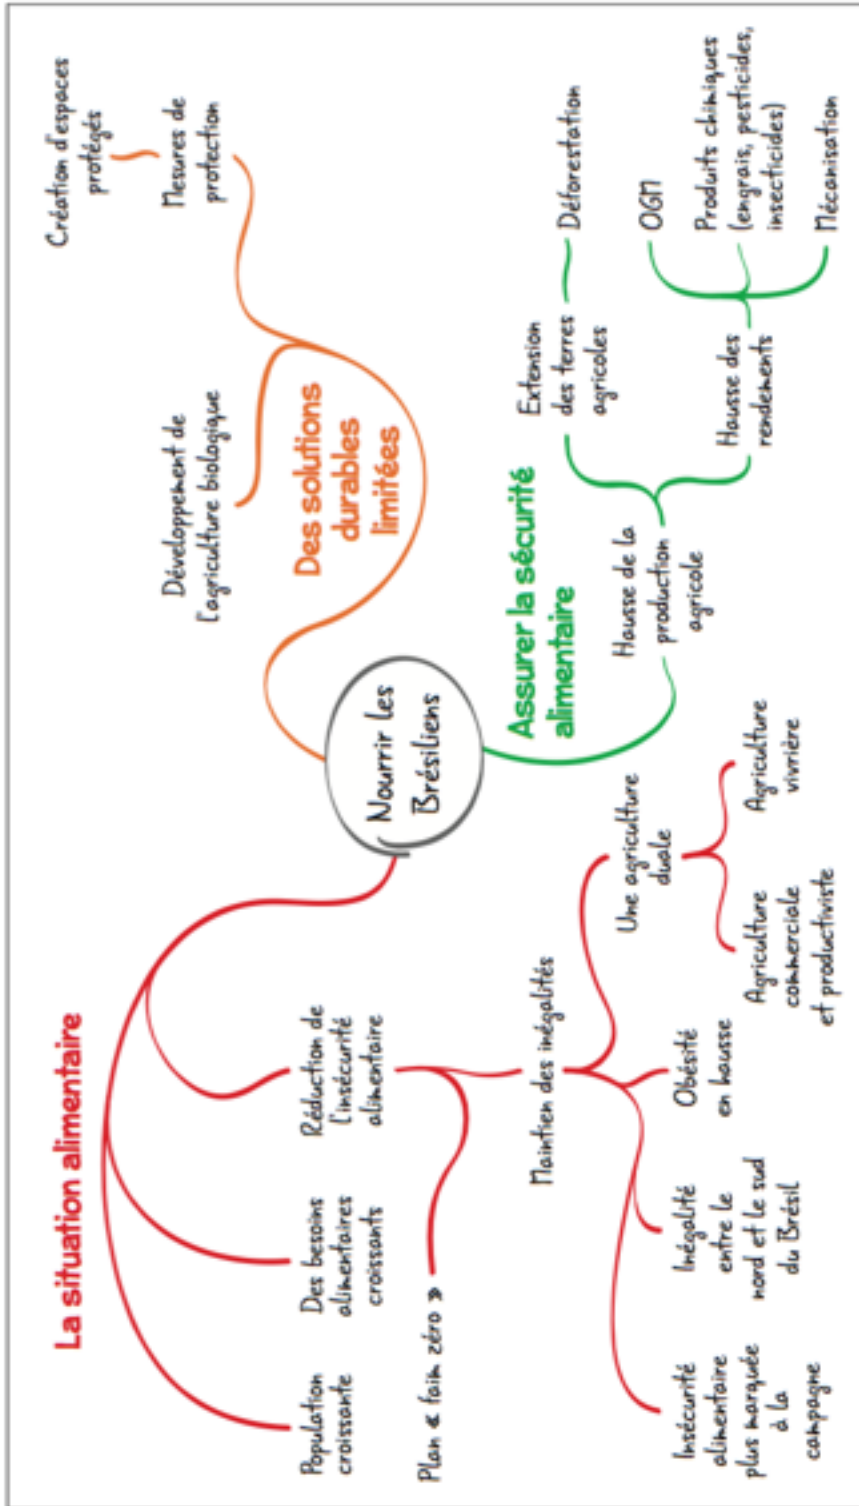 La situation alimentaire
Population
croissante
Des besoins
alimentaires
croissants
Réduction de
l'insécurité
alimentaire
Plan « faim zéro »
Maintien des inégalités
Insécurité
alimentaire
plus marquée
à la
campagne
Inégalité
entre le
nord et le sud
du Brésil
Obésité
en hausse
Une agriculture
duale
Agriculture
commerciale
et productiviste
Agriculture
vivrière
Nourrir les
Brésiliens
Des solutions
durables
limitées
Développement de
l'agriculture biologique
Mesures de
protection
Création d'espaces
protégés
Assurer la sécurité
alimentaire
Hausse de la
production
agricole
Extension
des terres
agricoles
Déforestation
Hausse des
rendements
OGM
Produits chimiques
(engrais, pesticides,
insecticides)
Mécanisation